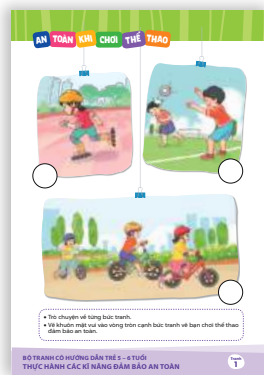 AN TOÀN KHI CHƠI THỂ THAO
• Trò chuyện về từng bức tranh.
• Vẽ khuôn mặt vui vào vòng tròn cạnh bức tranh vẽ bạn chơi thể thao
đảm bảo an toàn.
BỘ TRANH CÓ HƯỚNG DẪN TRẺ 5 – 6 TUỔI
THỰC HÀNH CÁC KĨ NĂNG ĐẢM BẢO AN TOÀN
Tranh
1